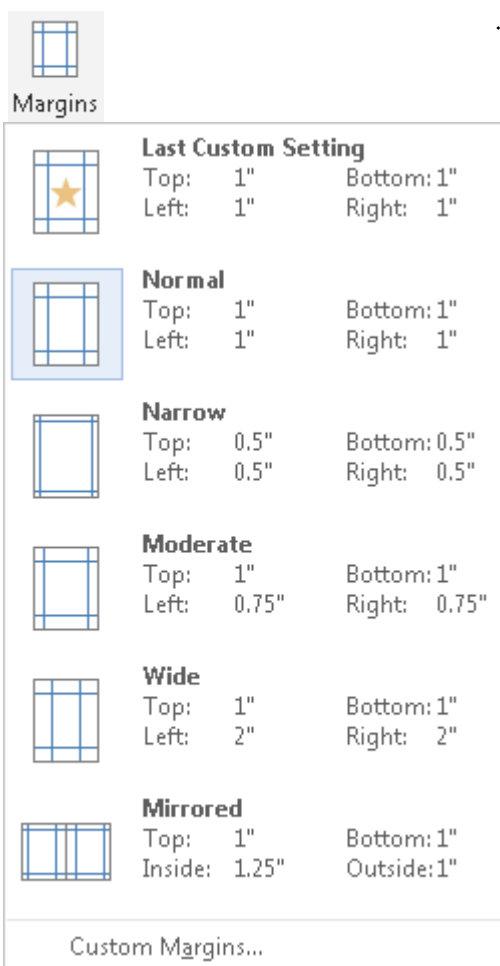 .
Margins
Last Custom Setting
Top: 1" Bottom: 1"
Left: 1" Right: 1"
Normal
Top: 1" Bottom: 1"
Left: 1" Right: 1"
Narrow
Top: 0.5" Bottom: 0.5"
Left: 0.5" Right: 0.5"
Moderate
Top: 1" Bottom: 1"
Left: 0.75" Right: 0.75"
Wide
Top: 1" Bottom: 1"
Left: 2" Right: 2"
Mirrored
Top: 1" Bottom: 1"
Inside: 1.25" Outside: 1"
Custom Margins...